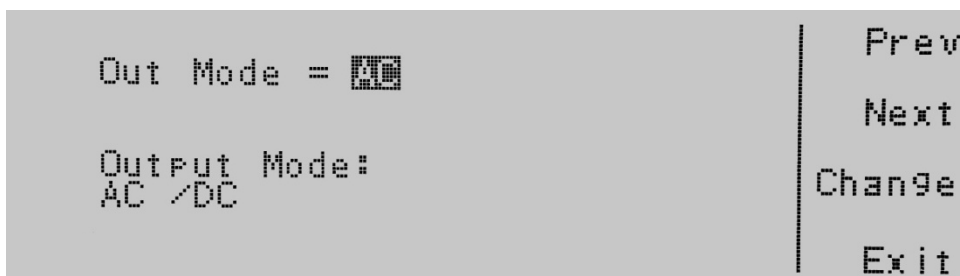 Out Mode = AC
Output Mode:
AC /DC
Prev
Next
Change
Exit